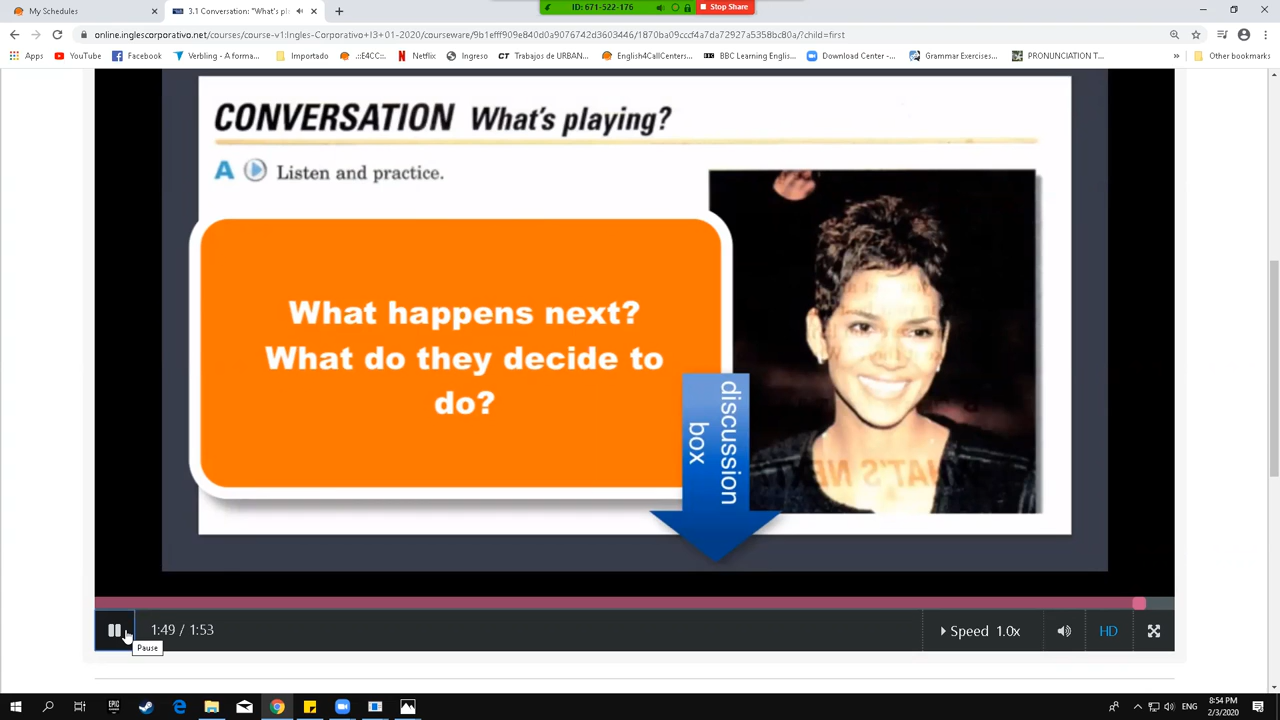 My Schedules
3.1 Conversation: "What's pl
ID: 671-522-176
Stop Share
online.inglescorporativo.net/courses/course-v1:Ingles-Corporativo+I3+01-2020/courseware/9b1efff909e840d0a9076742d3603446/1870ba09ccf4a7da72927a5358bc80a/?child=first
Apps
YouTube
Facebook
Verbling - A forma...
Importado
.::E4CC::.
Netflix
Ingreso
CT Trabajos de URBAN...
English4CallCenters...
BBC Learning Englis...
Download Center -...
Grammar Exercises...
PRONUNCIATION T...
»
Other bookmarks
CONVERSATION What's playing?
A Listen and practice.
What happens next?
What do they decide to
do?
discussion
box
1:49 / 1:53
Speed 1.0x
HD
Pause
EPIC
ENG
8:54 PM
2/3/2020